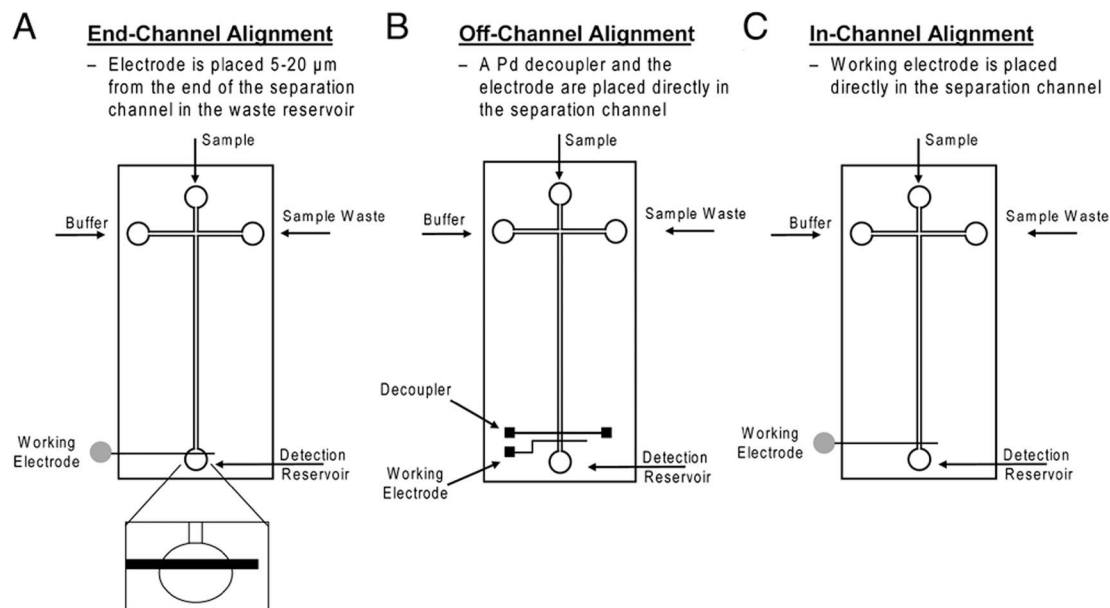 A
End-Channel Alignment
– Electrode is placed 5-20 µm
from the end of the separation
channel in the waste reservoir
Sample
Buffer
Sample Waste
Working
Electrode
Detection
Reservoir
B
Off-Channel Alignment
– A Pd decoupler and the
electrode are placed directly in
the separation channel
Sample
Buffer
Sample Waste
Decoupler
Working
Electrode
Detection
Reservoir
C
In-Channel Alignment
– Working electrode is placed
directly in the separation channel
Sample
Buffer
Sample Waste
Working
Electrode
Detection
Reservoir